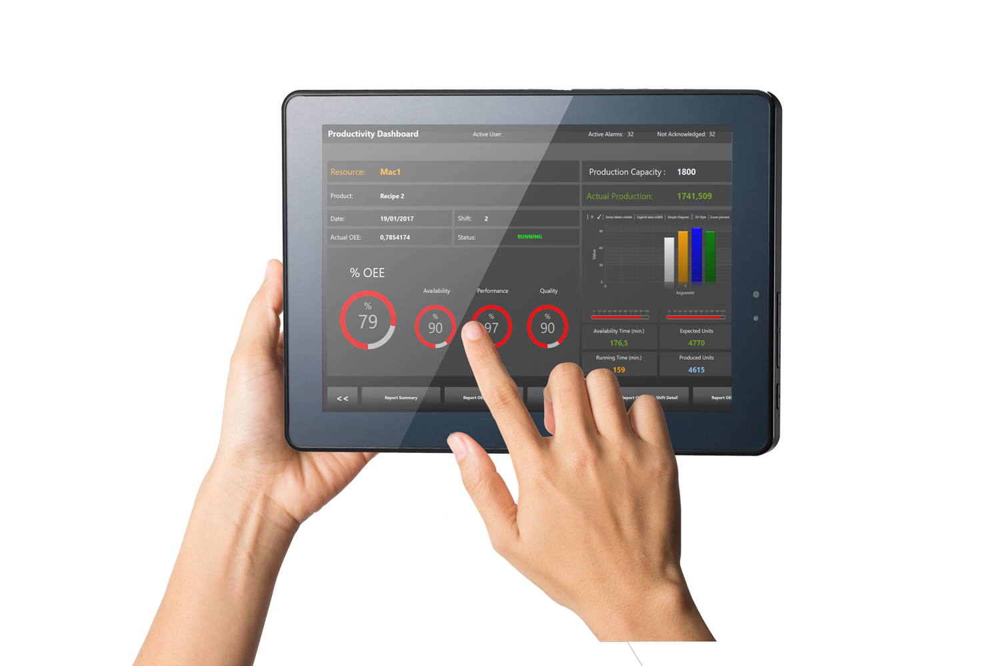 Productivity Dashboard
Active User:
Active Alarms: 32
Not Acknowledged: 32
Resource: Mac1
Production Capacity : 1800
Product: Recipe 2
Actual Production: 1741,509
Date: 19/01/2017
Shift: 2
Actual OEE: 0,7854174
Status: RUNNING
Series labels visible | Legend area visible | Simple Diagram | 3D Style | Zoom percent
90
60
30
0
Value
0
1
Argument
% OEE
%
79
Availability
%
90
Performance
%
97
Quality
%
90
Availability Time (min.)
176,5
Expected Units
4770
Running Time (min.)
159
Produced Units
4615
<<
Report Summary
Report OE
Shift Detail
Report OE